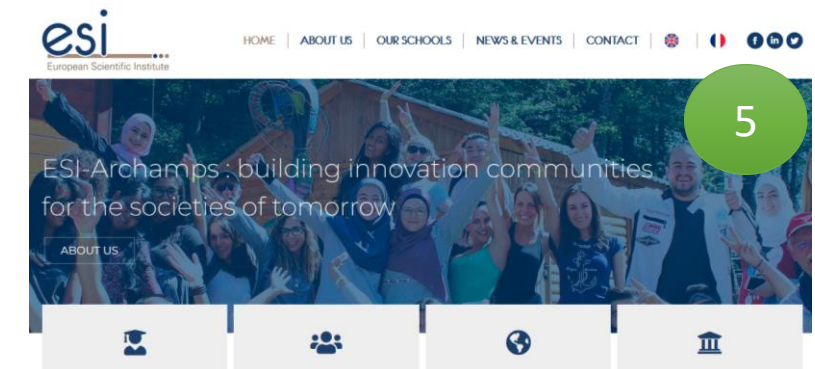 esi
European Scientific Institute
HOME | ABOUT US | OUR SCHOOLS | NEWS & EVENTS | CONTACT
5
ESI-Archamps : building innovation communities
for the societies of tomorrow
ABOUT US